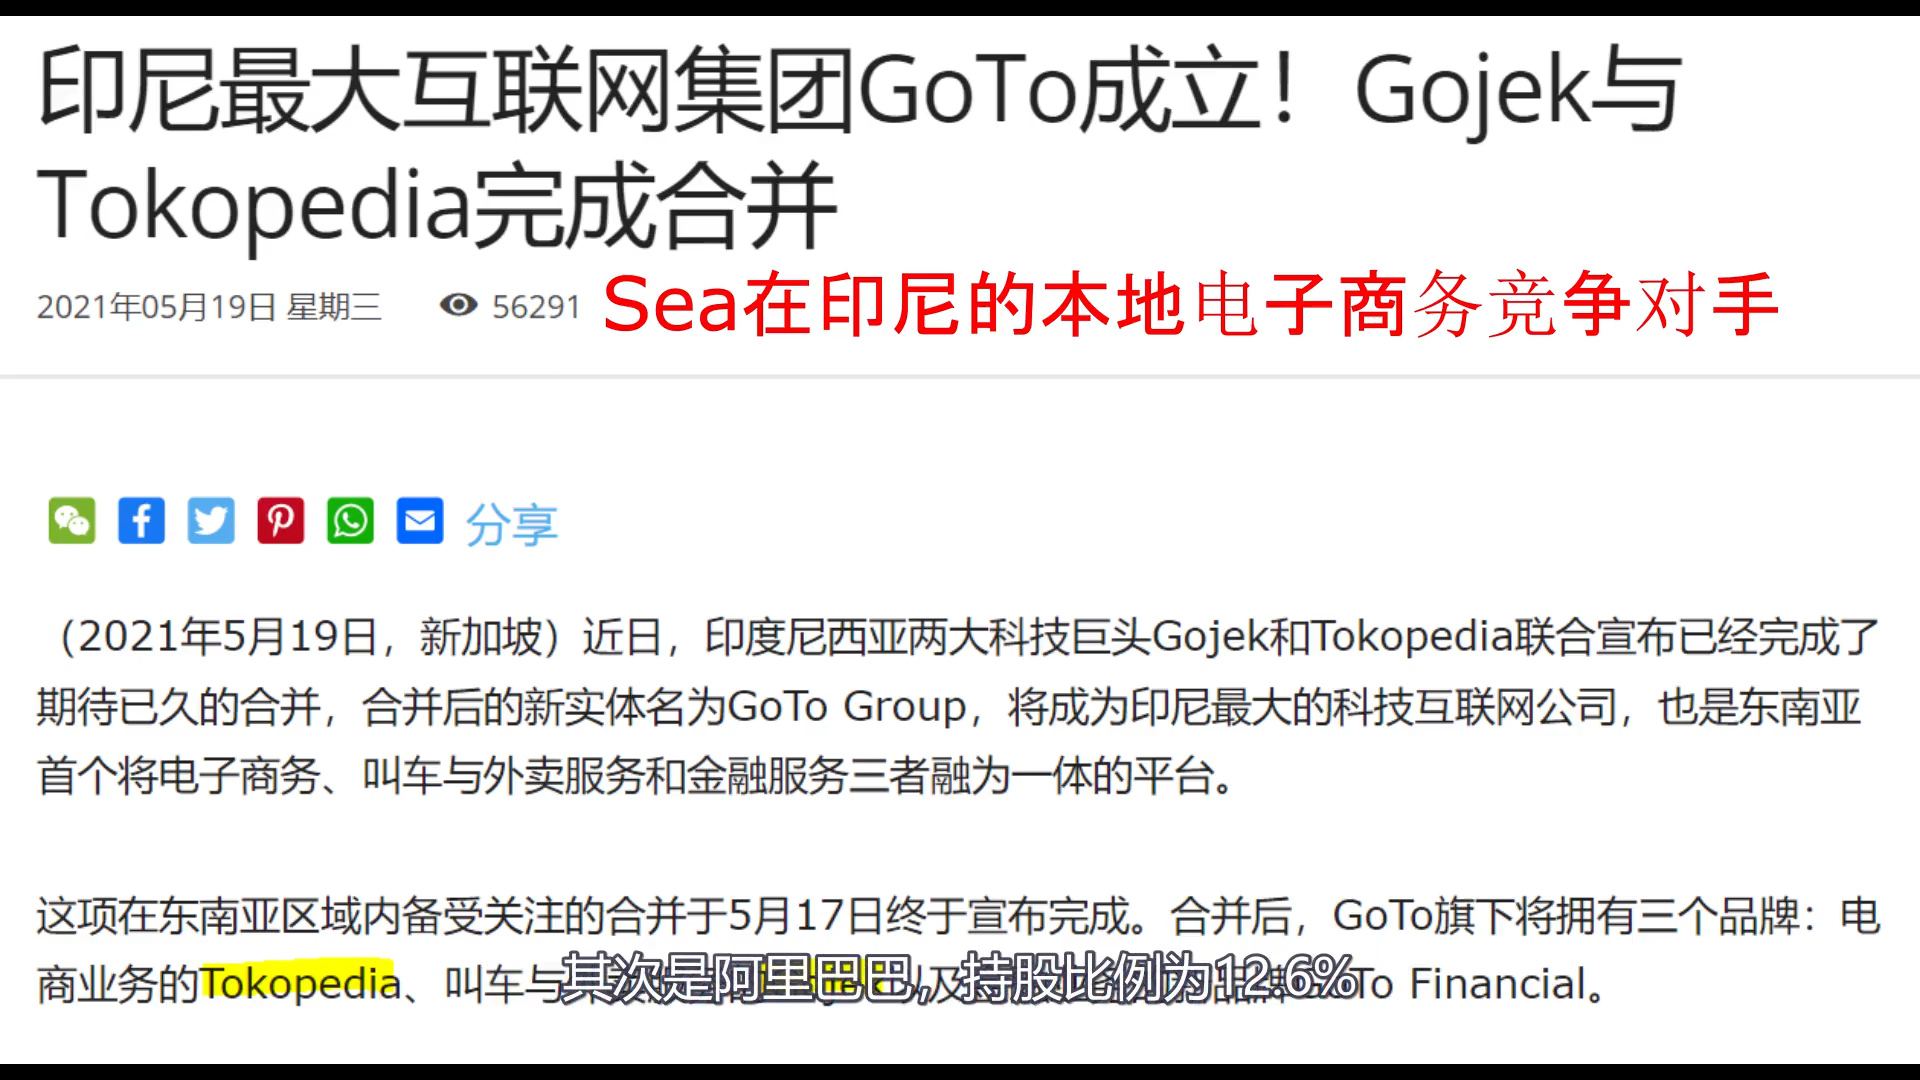 印尼最大互联网集团GoTo成立！Gojek与
Tokopedia完成合并
2021年05月19日 星期三 56291 Sea在印尼的本地电子商务竞争对手
分享
（2021年5月19日，新加坡）近日，印度尼西亚两大科技巨头Gojek和Tokopedia联合宣布已经完成了
期待已久的合并，合并后的新实体名为GoTo Group，将成为印尼最大的科技互联网公司，也是东南亚
首个将电子商务、叫车与外卖服务和金融服务三者融为一体的平台。
这项在东南亚区域内备受关注的合并于5月17日终于宣布完成。合并后，GoTo旗下将拥有三个品牌：电
商业务的Tokopedia、叫车与 To Financial。
其次是阿里巴巴，持股比例为12.6%